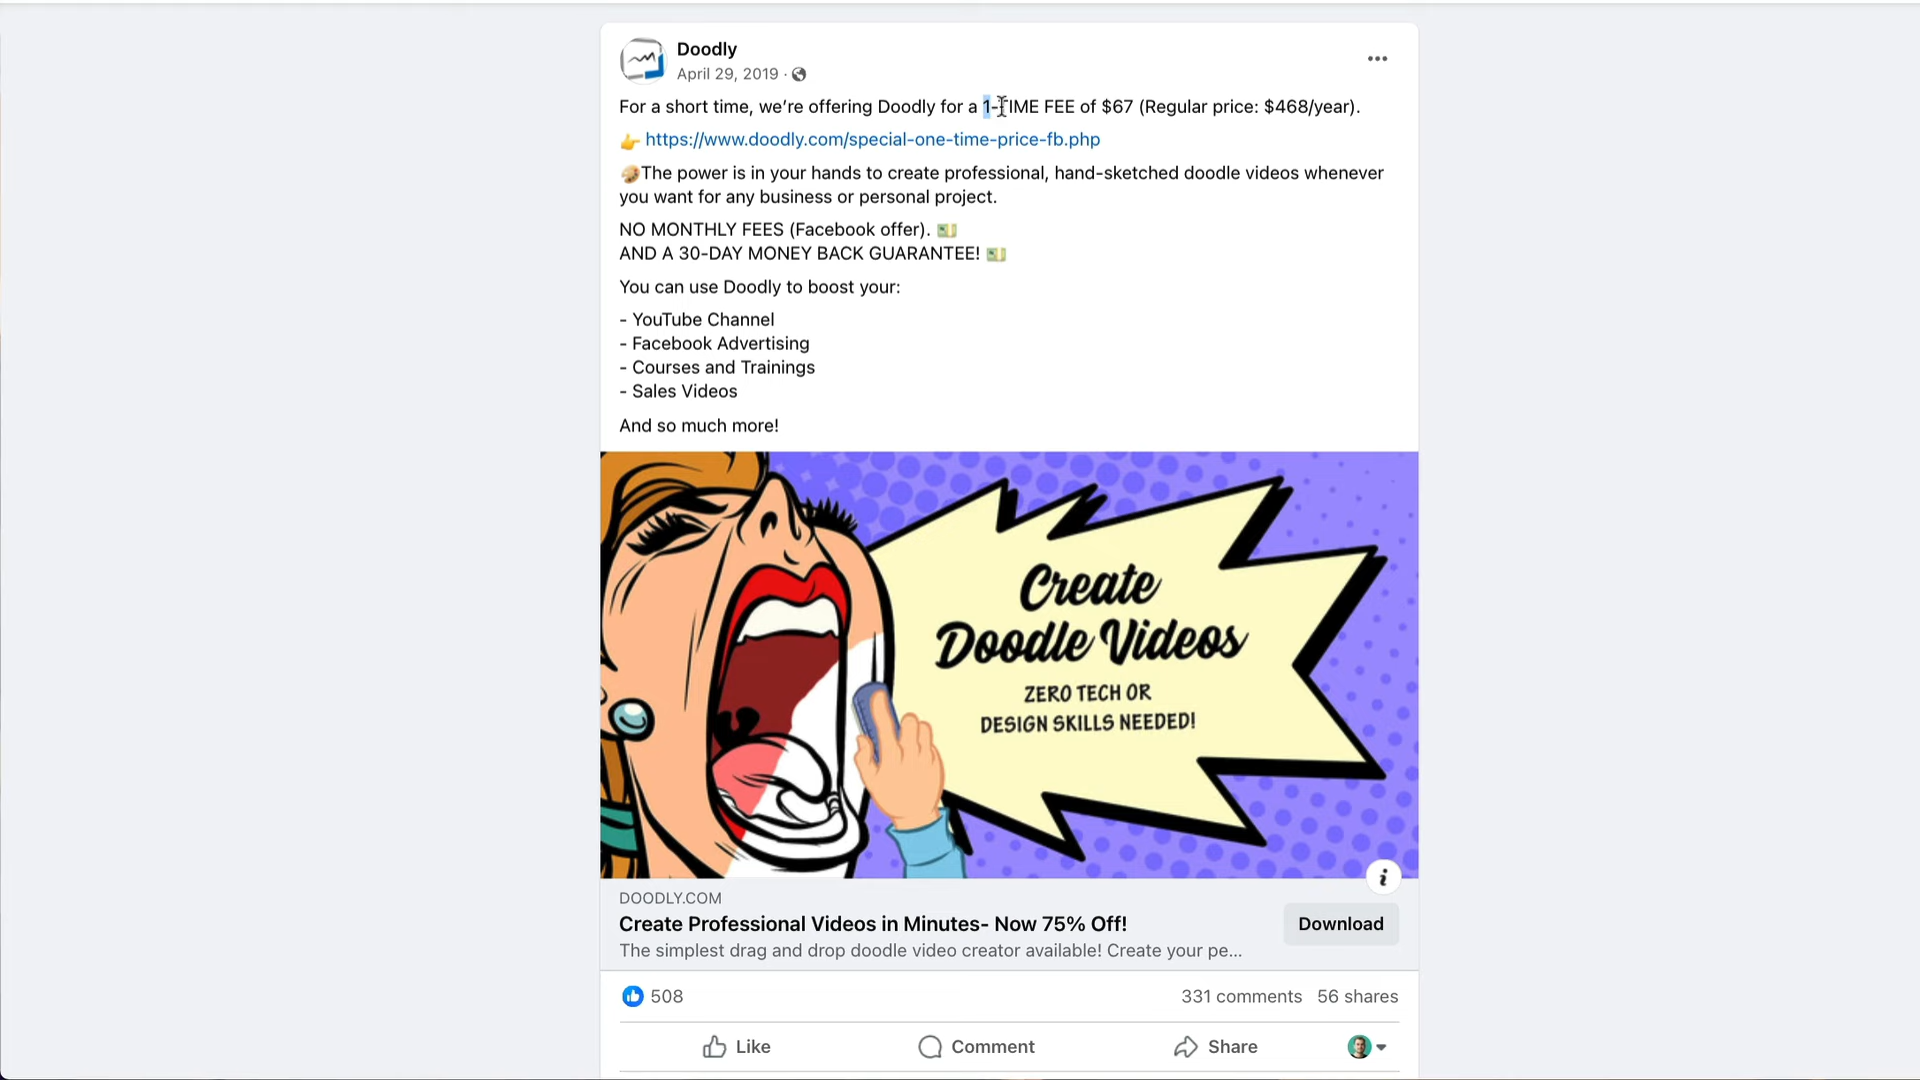 Doodly
April 29, 2019 ·
For a short time, we're offering Doodly for a 1-TIME FEE of $67 (Regular price: $468/year).
👉 https://www.doodly.com/special-one-time-price-fb.php
🎨The power is in your hands to create professional, hand-sketched doodle videos whenever
you want for any business or personal project.
NO MONTHLY FEES (Facebook offer). 💵
AND A 30-DAY MONEY BACK GUARANTEE! 💵
You can use Doodly to boost your:
- YouTube Channel
- Facebook Advertising
- Courses and Trainings
- Sales Videos
And so much more!
Create
Doodle Videos
ZERO TECH OR
DESIGN SKILLS NEEDED!
DOODLY.COM
Create Professional Videos in Minutes- Now 75% Off!
The simplest drag and drop doodle video creator available! Create your pe...
Download
508
331 comments 56 shares
Like Comment Share